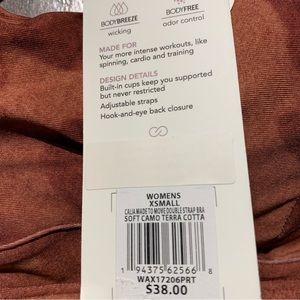 BODYBREEZE
wicking
BODYFREE
odor control
MADE FOR
Your more intense workouts, like
spinning, cardio and training
DESIGN DETAILS
Built-in cups keep you supported
but never restricted
Adjustable straps
Hook-and-eye back closure
WOMENS
XSMALL
CALIA MADE TO MOVE DOUBLE STRAP BRA
SOFT CAMO TERRA COTTA
1 94375 62566 8
WAX17206PRT
$38.00